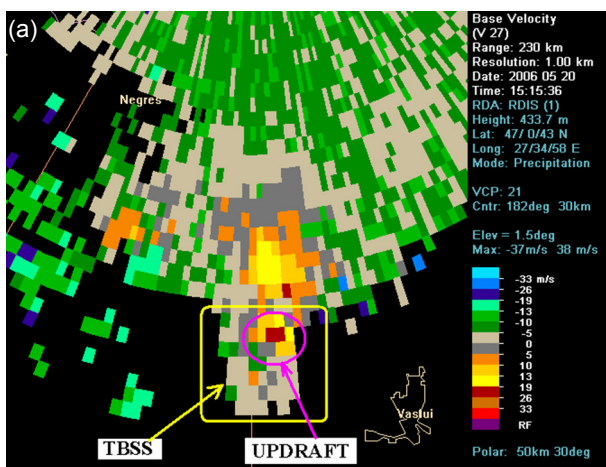 (a)
Negres
TBSS
UPDRAFT
Vaslui
Base Velocity
(V 27)
Range: 230 km
Resolution: 1.00 km
Date: 2006 05 20
Time: 15:15:36
RDA: RDIS (1)
Height: 433.7 m
Lat: 47/ 0/43 N
Long: 27/34/58 E
Mode: Precipitation
VCP: 21
Cntr: 182deg 30km
Elev = 1.5deg
Max: -37m/s 38 m/s
-33 m/s
-26
-19
-13
-10
-5
0
5
10
13
19
26
33
RF
Polar: 50km 30deg